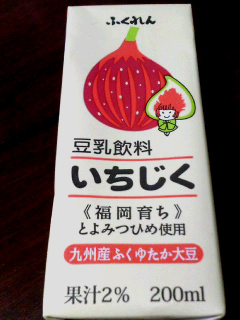 ふくれん
豆乳飲料
いちじく
《福岡育ち》
とよみつひめ使用
九州産ふくゆたか大豆
果汁2% 200ml